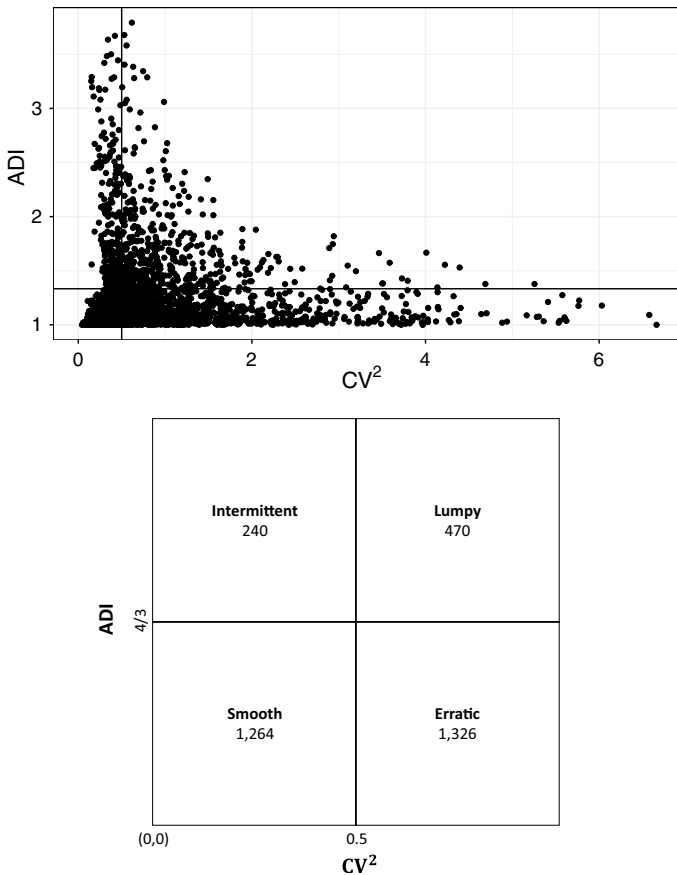 3
2
1
ADI
0
2
4
6
CV²
Intermittent
240
Lumpy
470
ADI
4/3
Smooth
1,264
Erratic
1,326
(0,0)
0.5
CV²